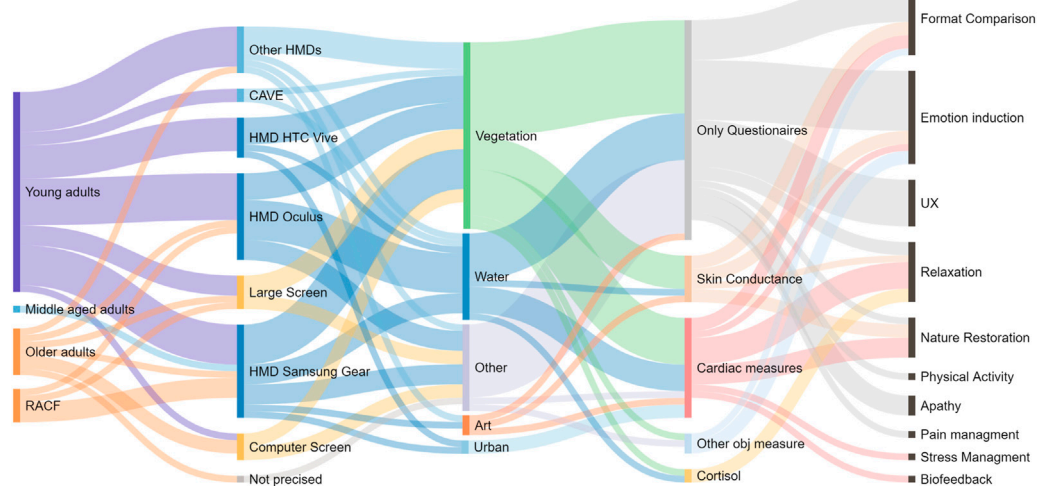 Young adults
Middle aged adults
Older adults
RACF
Other HMDs
CAVE
HMD HTC Vive
HMD Oculus
Large Screen
HMD Samsung Gear
Computer Screen
Not precised
Vegetation
Water
Other
Art
Urban
Only Questionaires
Skin Conductance
Cardiac measures
Other obj measure
Cortisol
Format Comparison
Emotion induction
UX
Relaxation
Nature Restoration
Physical Activity
Apathy
Pain managment
Stress Managment
Biofeedback